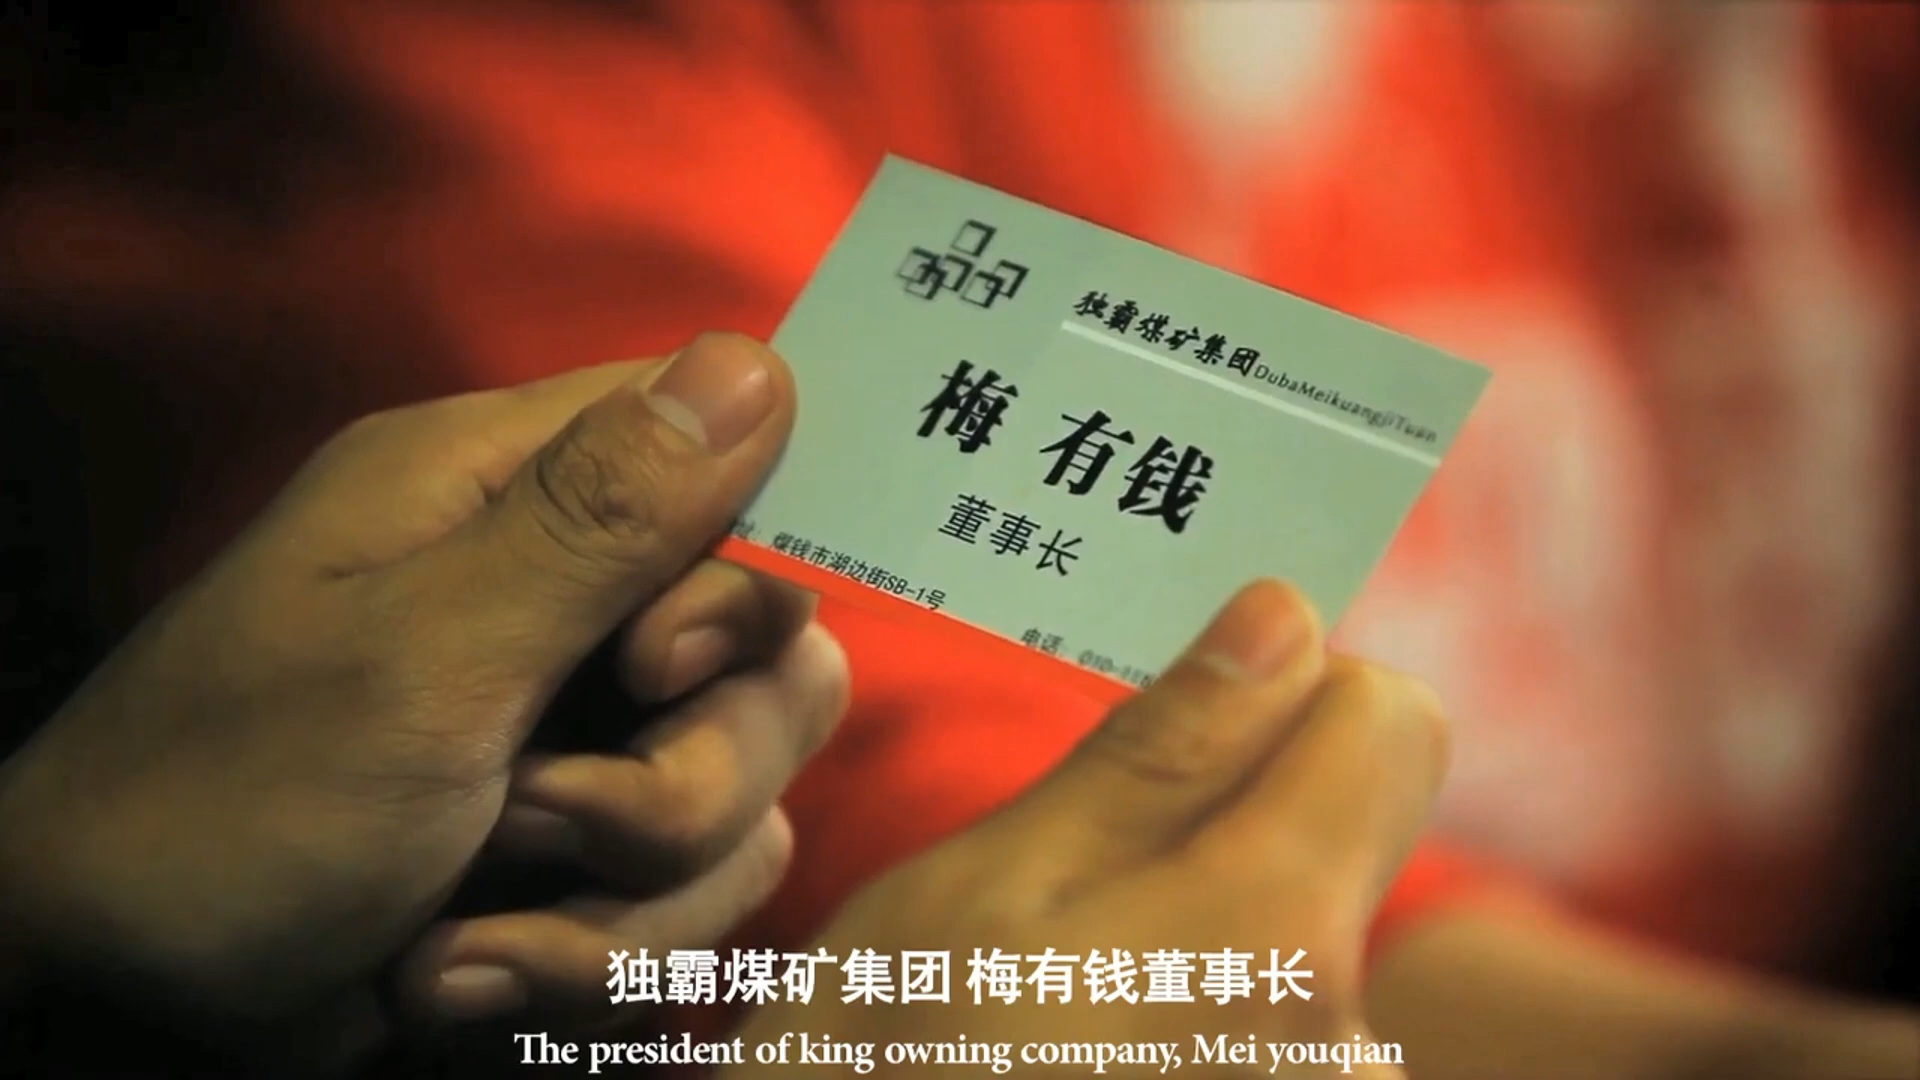 独霸煤矿集团DubaMeikuangjiTuan
梅 有钱
董事长
址：煤钱市湖边街SB-1号
电话：010-
独霸煤矿集团 梅有钱董事长
The president of king owning company, Mei youqian